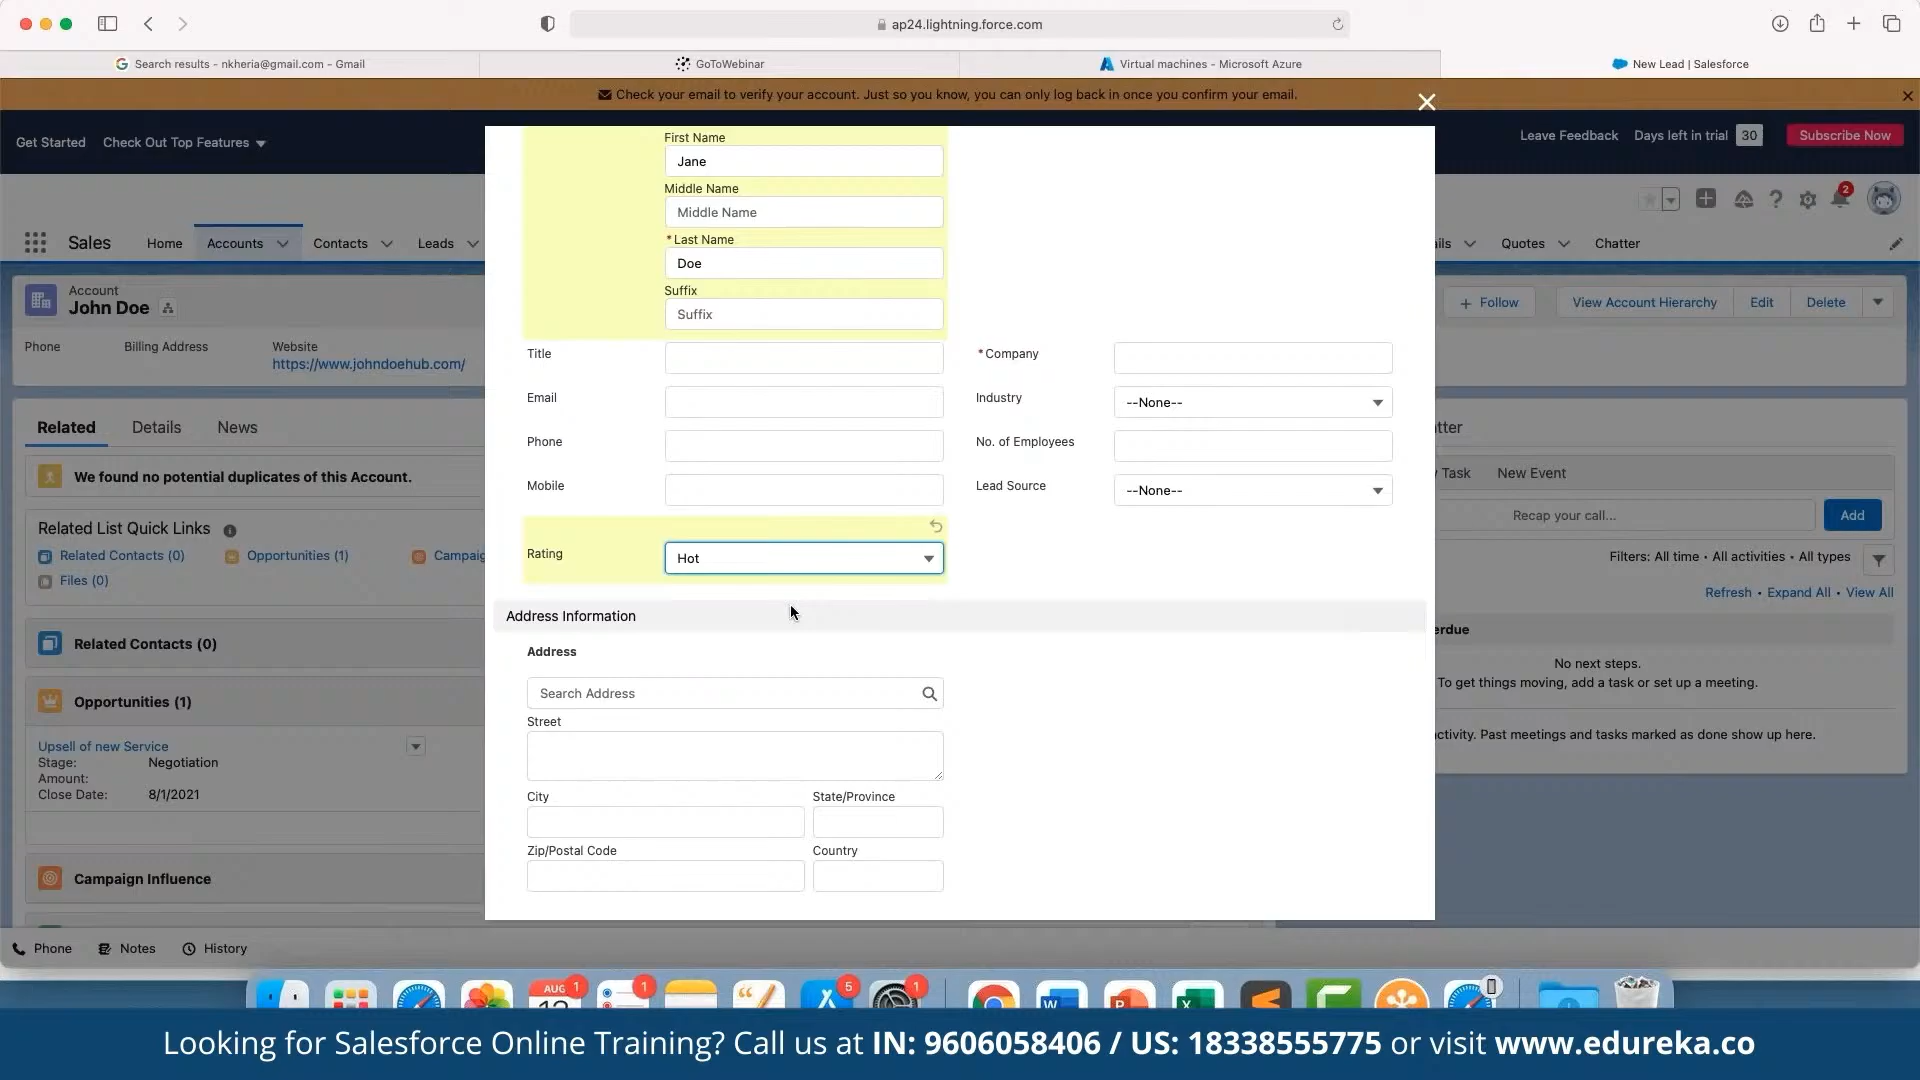 ap24.lightning.force.com
Search results - nkheria@gmail.com - Gmail
GoToWebinar
Virtual machines - Microsoft Azure
New Lead | Salesforce
Check your email to verify your account. Just so you know, you can only log back in once you confirm your email.
Get Started
Check Out Top Features
Leave Feedback
Days left in trial 30
Subscribe Now
2
Sales
Home
Accounts
Contacts
Leads
Quotes
Chatter
Account
John Doe
Follow
View Account Hierarchy
Edit
Delete
Phone
Billing Address
Website
https://www.johndoehub.com/
Related
Details
News
We found no potential duplicates of this Account.
Related List Quick Links
Related Contacts (0)
Opportunities (1)
Campaig
Files (0)
Related Contacts (0)
Opportunities (1)
Upsell of new Service
Stage: Negotiation
Amount:
Close Date: 8/1/2021
Campaign Influence
First Name
Jane
Middle Name
Middle Name
*Last Name
Doe
Suffix
Suffix
Title
*Company
Email
Industry
--None--
Phone
No. of Employees
Mobile
Lead Source
--None--
Rating
Hot
Address Information
Address
Search Address
Street
City
State/Province
Zip/Postal Code
Country
Task
New Event
Recap your call...
Add
Filters: All time • All activities • All types
Refresh • Expand All • View All
erdue
No next steps.
To get things moving, add a task or set up a meeting.
ctivity. Past meetings and tasks marked as done show up here.
Phone
Notes
History
AUG
1
1
5
1
Looking for Salesforce Online Training? Call us at IN: 9606058406 / US: 18338555775 or visit www.edureka.co